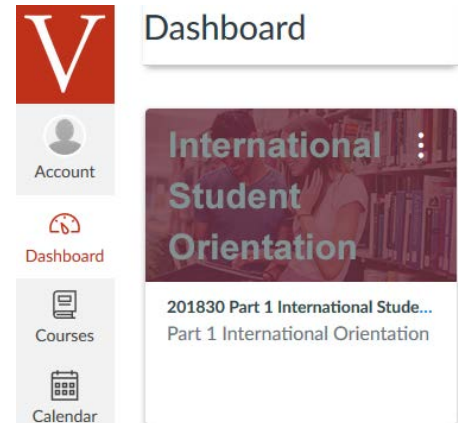 V
Dashboard
Account
Dashboard
Courses
Calendar
International
Student
Orientation
201830 Part 1 International Stude...
Part 1 International Orientation